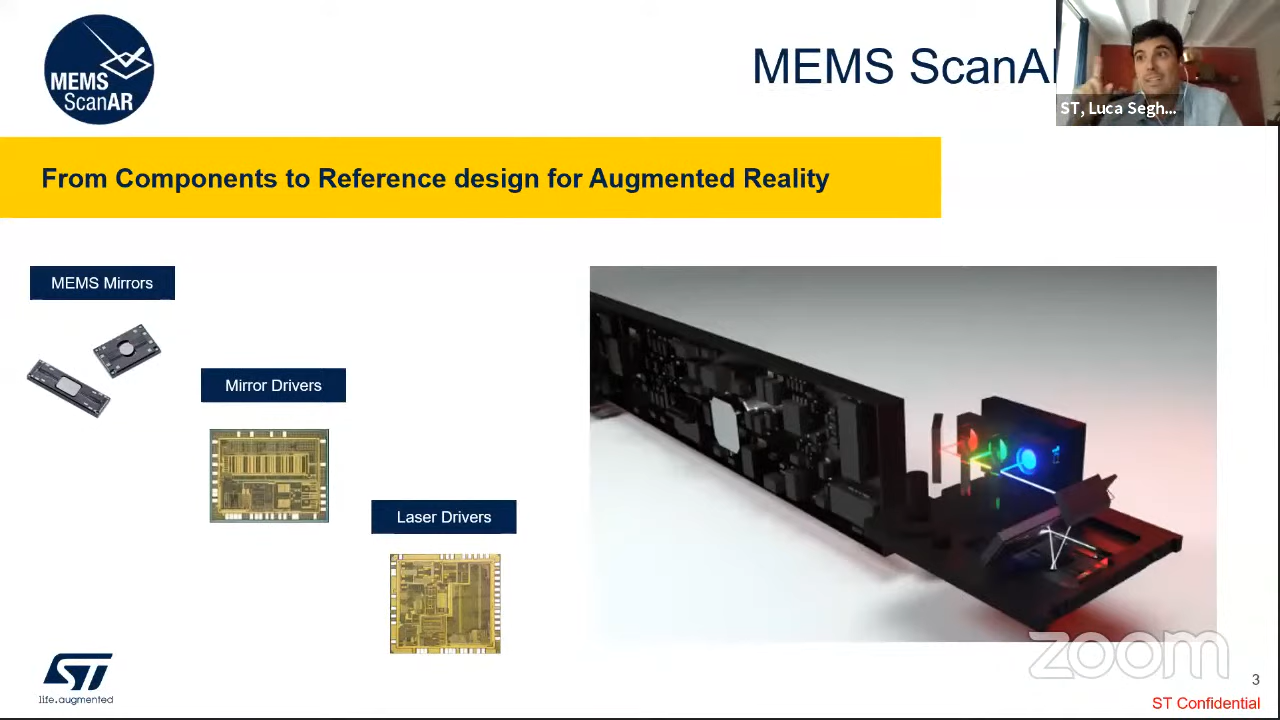 MEMS
ScanAR
MEMS ScanA
ST, Luca Segh...
From Components to Reference design for Augmented Reality
MEMS Mirrors
Mirror Drivers
Laser Drivers
zoom
ST
life.augmented
3
ST Confidential